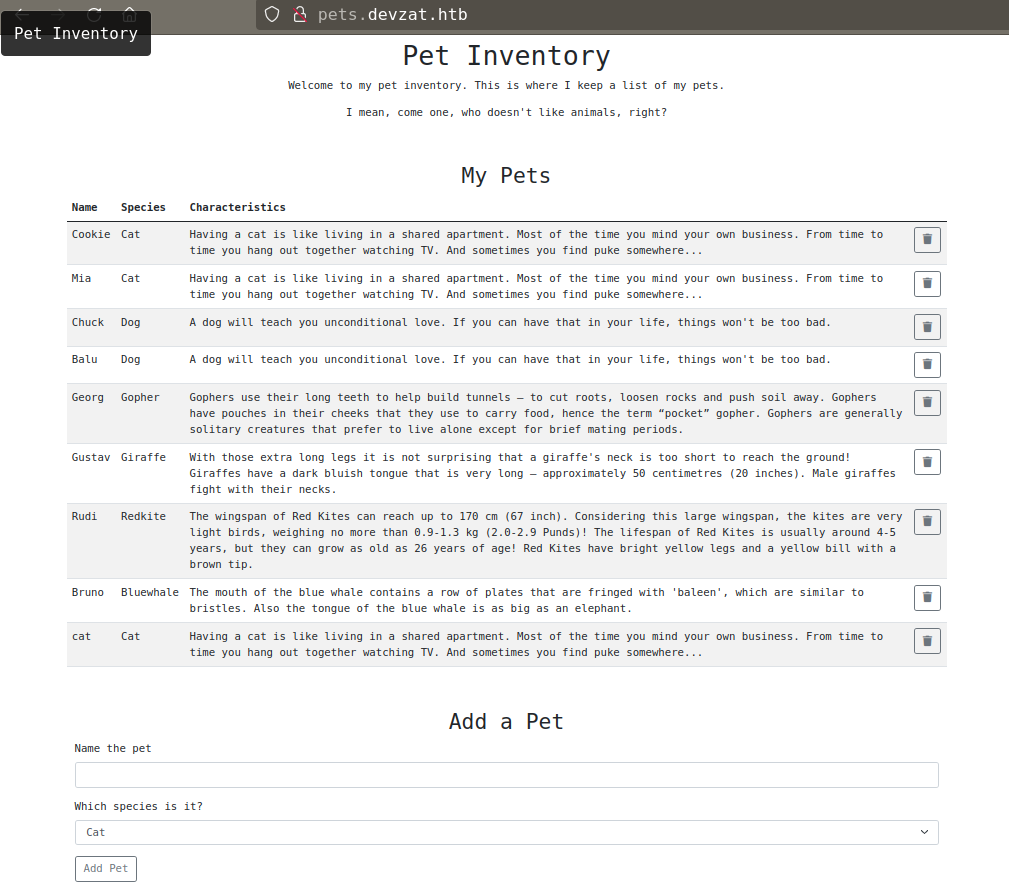 pets.devzat.htb
Pet Inventory
Pet Inventory
Welcome to my pet inventory. This is where I keep a list of my pets.
I mean, come one, who doesn't like animals, right?
My Pets
Name Species Characteristics
Cookie Cat Having a cat is like living in a shared apartment. Most of the time you mind your own business. From time to
time you hang out together watching TV. And sometimes you find puke somewhere...
Mia Cat Having a cat is like living in a shared apartment. Most of the time you mind your own business. From time to
time you hang out together watching TV. And sometimes you find puke somewhere...
Chuck Dog A dog will teach you unconditional love. If you can have that in your life, things won't be too bad.
Balu Dog A dog will teach you unconditional love. If you can have that in your life, things won't be too bad.
Georg Gopher Gophers use their long teeth to help build tunnels – to cut roots, loosen rocks and push soil away. Gophers
have pouches in their cheeks that they use to carry food, hence the term “pocket” gopher. Gophers are generally
solitary creatures that prefer to live alone except for brief mating periods.
Gustav Giraffe With those extra long legs it is not surprising that a giraffe's neck is too short to reach the ground!
Giraffes have a dark bluish tongue that is very long – approximately 50 centimetres (20 inches). Male giraffes
fight with their necks.
Rudi Redkite The wingspan of Red Kites can reach up to 170 cm (67 inch). Considering this large wingspan, the kites are very
light birds, weighing no more than 0.9-1.3 kg (2.0-2.9 Punds)! The lifespan of Red Kites is usually around 4-5
years, but they can grow as old as 26 years of age! Red Kites have bright yellow legs and a yellow bill with a
brown tip.
Bruno Bluewhale The mouth of the blue whale contains a row of plates that are fringed with 'baleen', which are similar to
bristles. Also the tongue of the blue whale is as big as an elephant.
cat Cat Having a cat is like living in a shared apartment. Most of the time you mind your own business. From time to
time you hang out together watching TV. And sometimes you find puke somewhere...
Add a Pet
Name the pet
Which species is it?
Cat
Add Pet